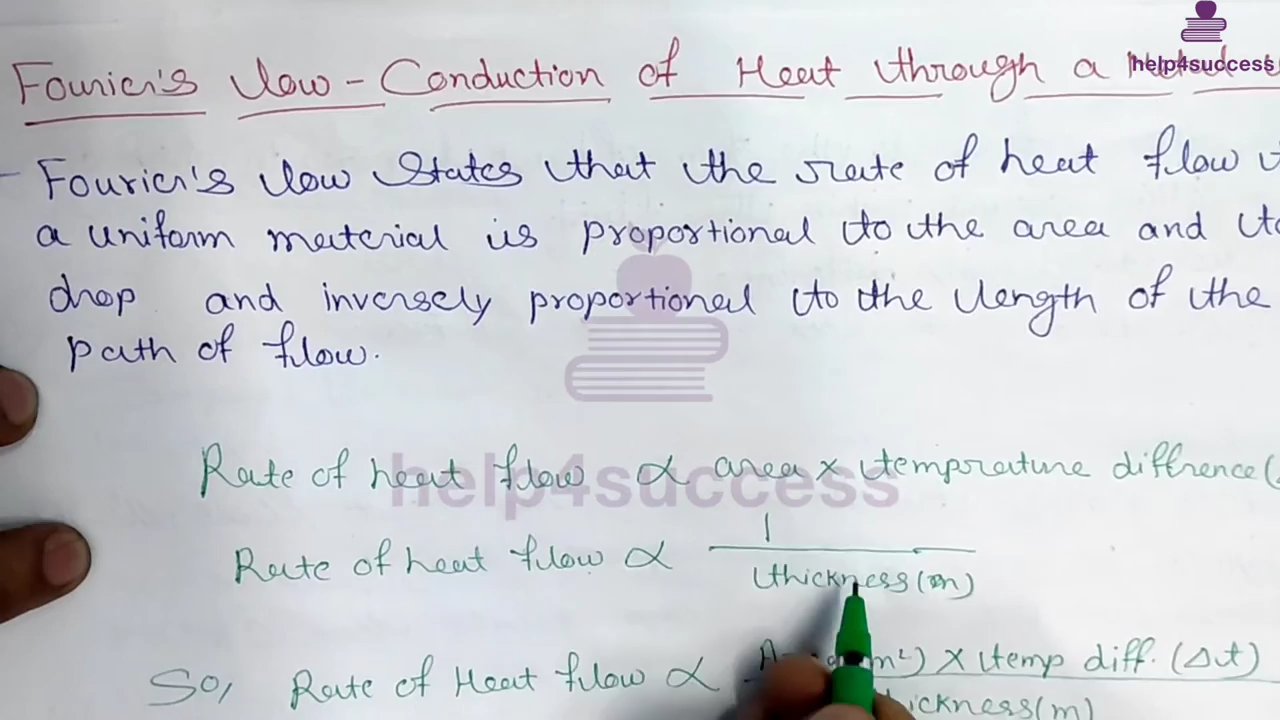 help4success
Fourier's Law - Conduction of Heat through a
Fourier's law states that the rate of heat flow
a uniform material is proportional to the area and
drop and inversely proportional to the length of the
path of flow.
help4success
Rate of heat flow ∝ area × temprature diffrence(
Rate of heat flow ∝ 1
thickness(m)
So, Rate of Heat flow ∝ m²) × temp diff. (Δt)
thickness(m)